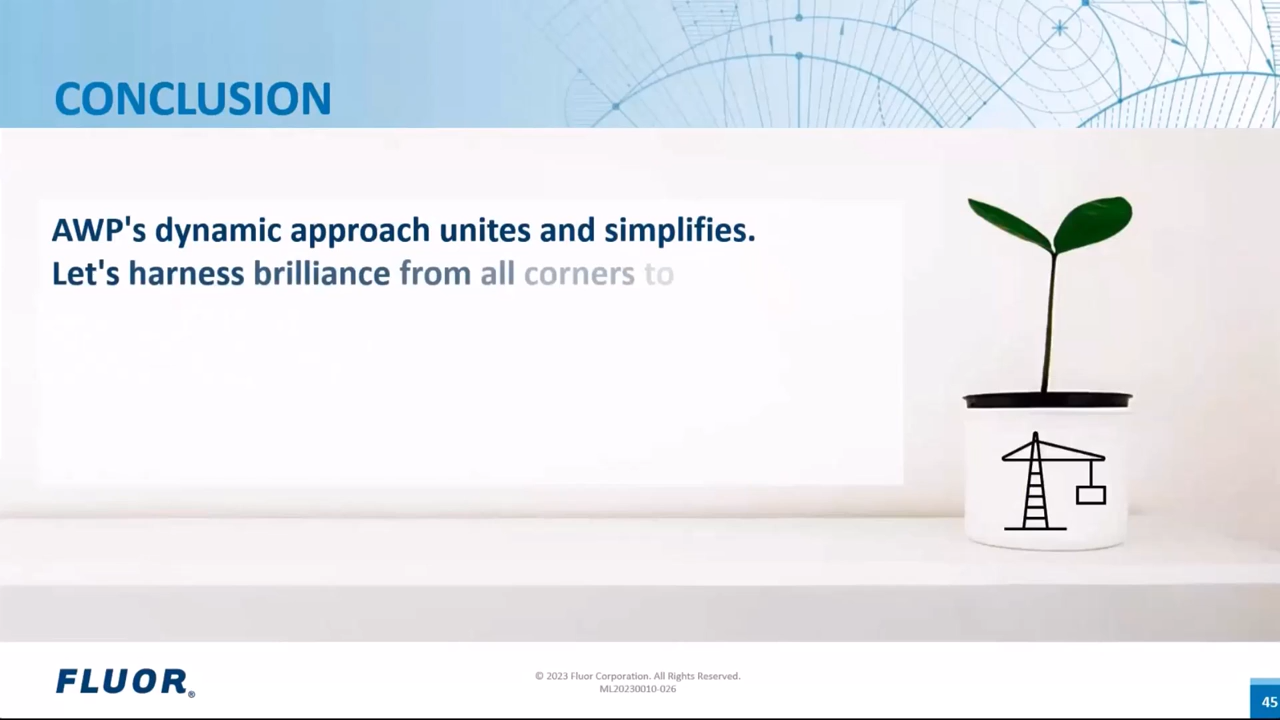 CONCLUSION
AWP's dynamic approach unites and simplifies.
Let's harness brilliance from all corners to
FLUOR®
© 2023 Fluor Corporation. All Rights Reserved.
ML20230010-026
45